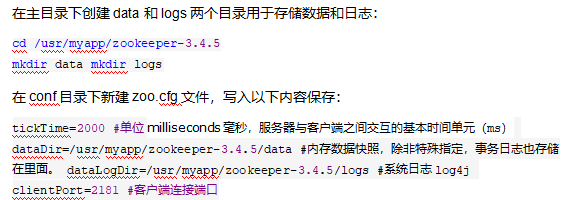 在主目录下创建 data 和 logs 两个目录用于存储数据和日志：
cd /usr/myapp/zookeeper-3.4.5
mkdir data mkdir logs
在 conf 目录下新建 zoo.cfg 文件，写入以下内容保存：
tickTime=2000 #单位 milliseconds 毫秒，服务器与客户端之间交互的基本时间单元（ms）
dataDir=/usr/myapp/zookeeper-3.4.5/data #内存数据快照，除非特殊指定，事务日志也存储
在里面。 dataLogDir=/usr/myapp/zookeeper-3.4.5/logs #系统日志 log4j
clientPort=2181 #客户端连接端口